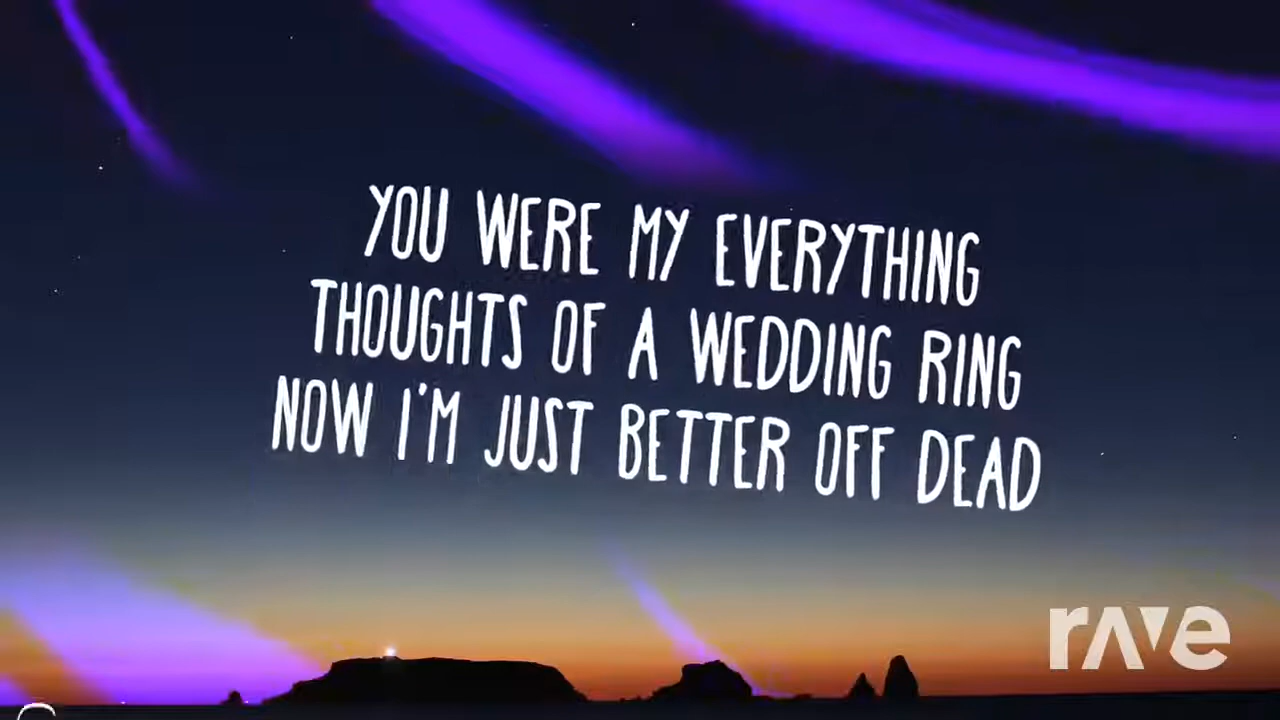 YOU WERE MY EVERYTHING
THOUGHTS OF A WEDDING RING
NOW I'M JUST BETTER OFF DEAD
rave